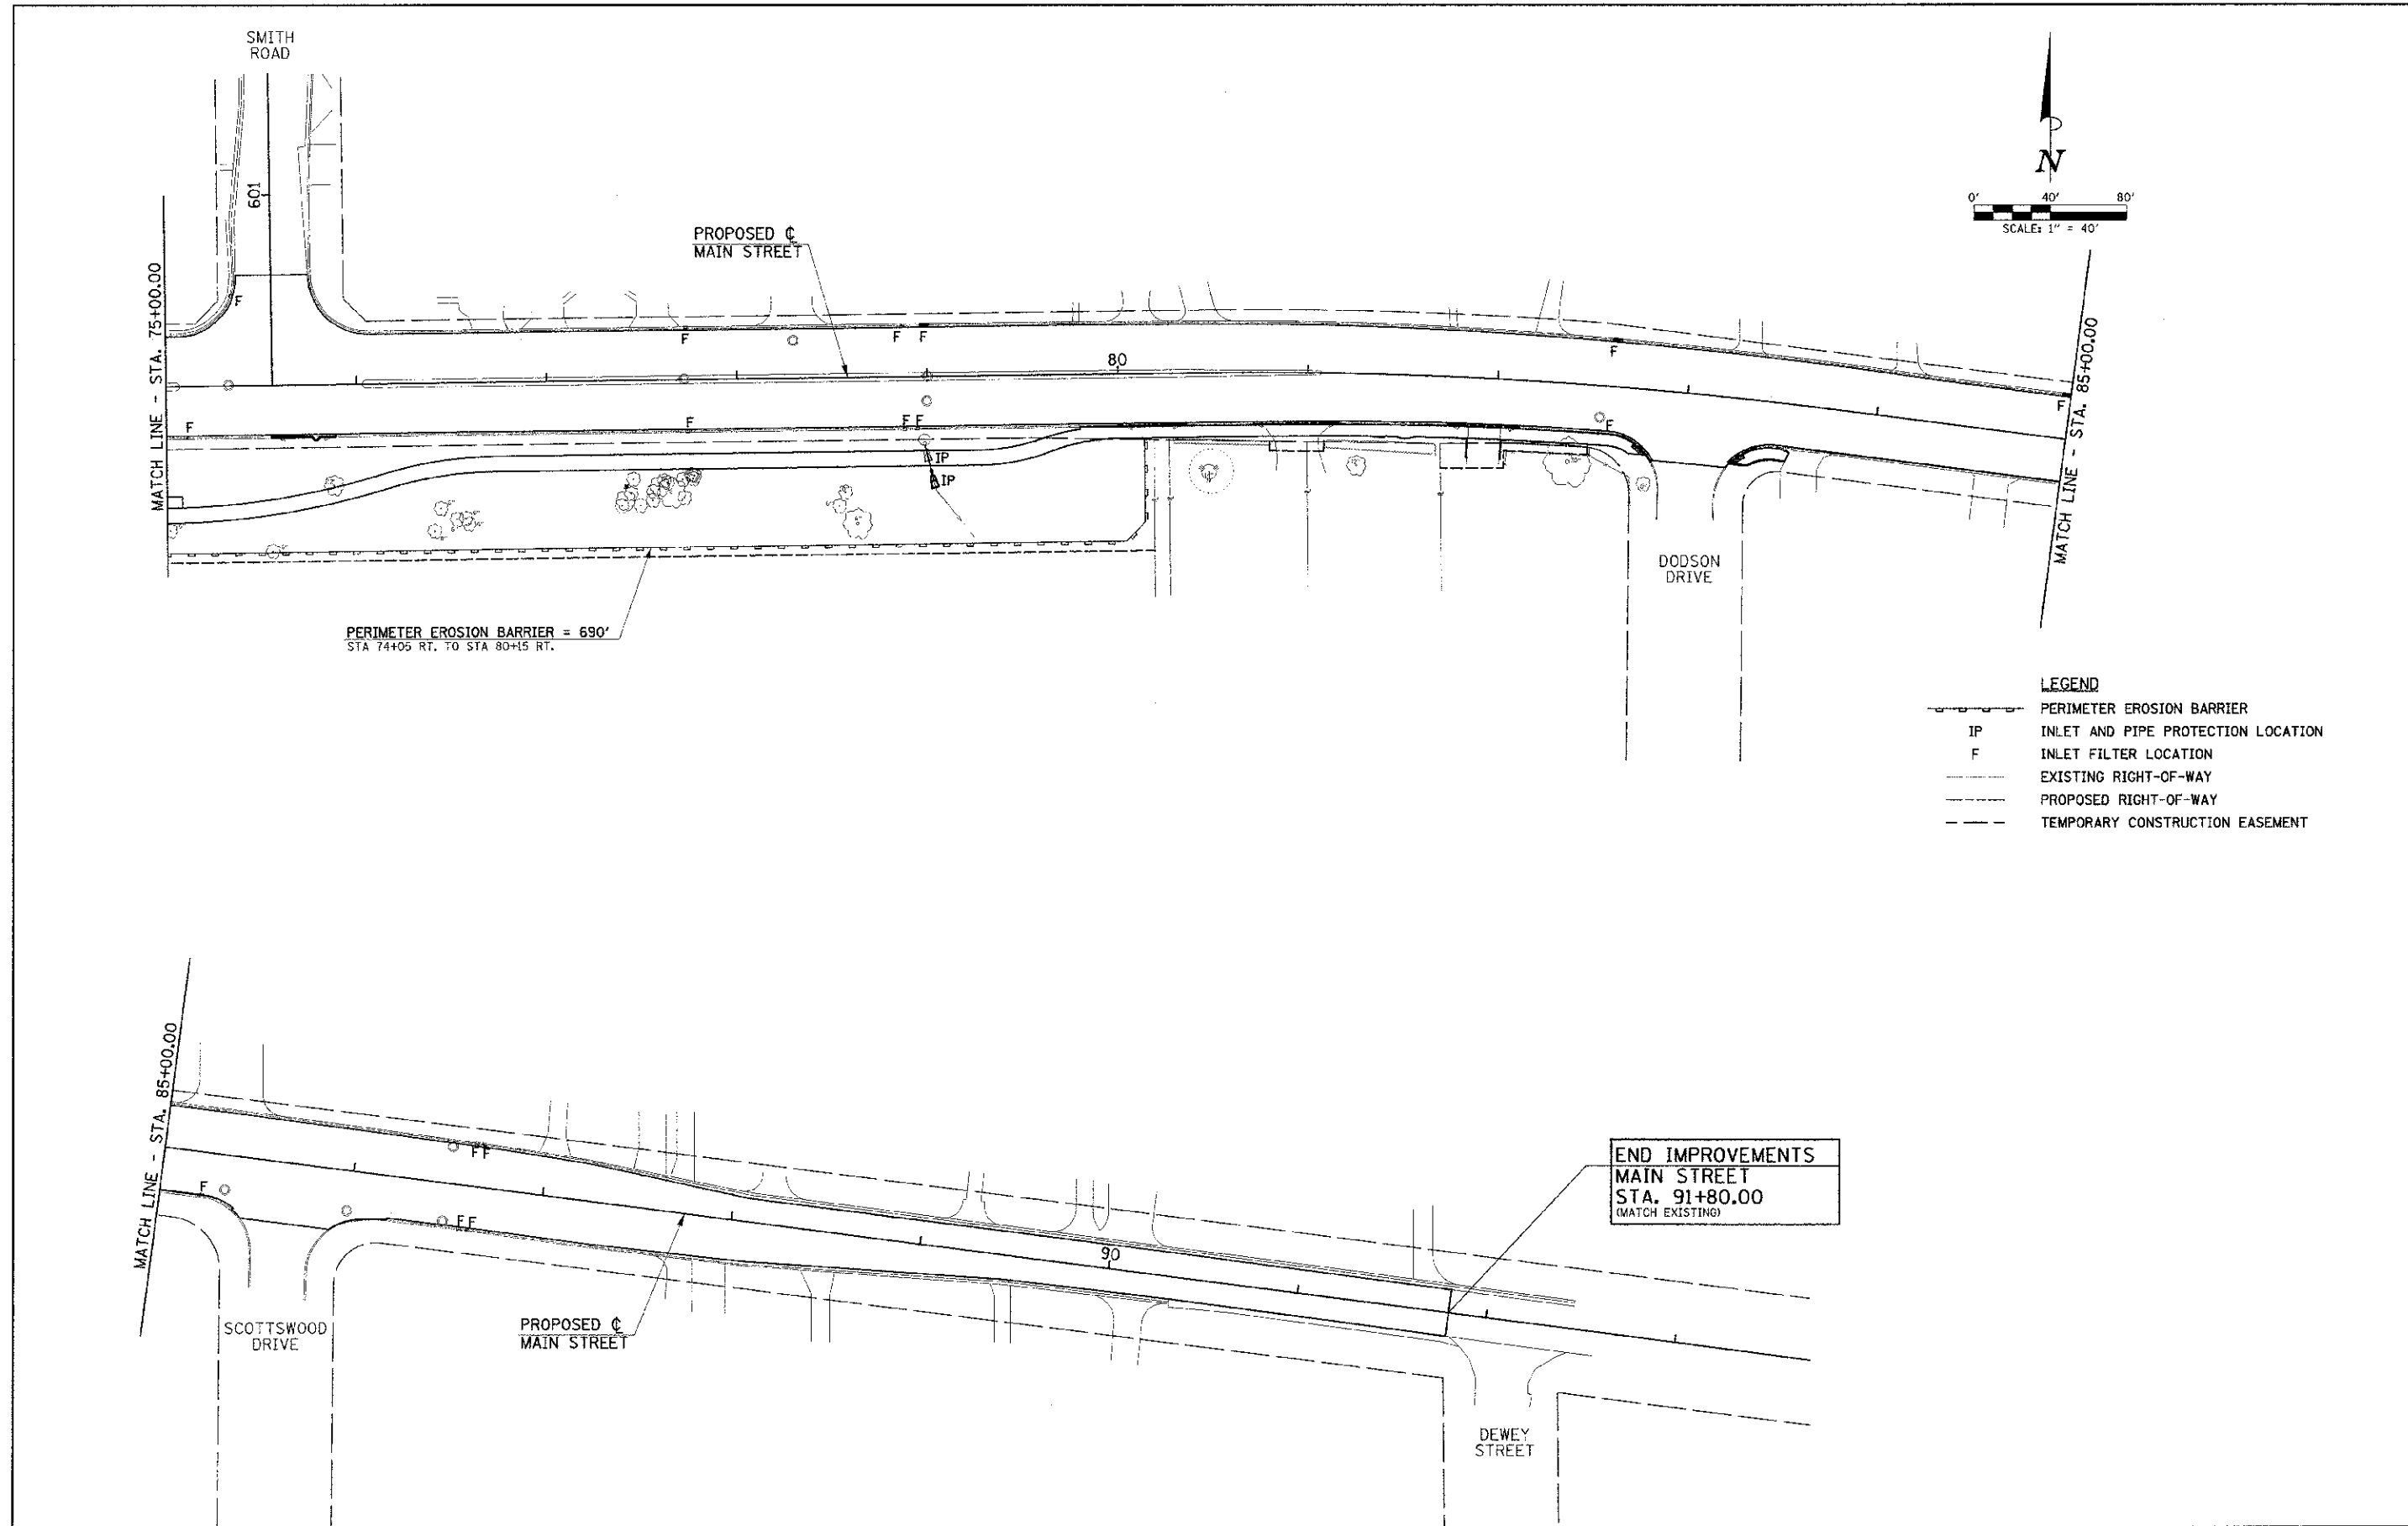 SMITH
ROAD
601
PROPOSED ℄
MAIN STREET
N
0' 40' 80'
SCALE: 1" = 40'
MATCH LINE - STA. 75+00.00
F
F
F F
F
F
80
MATCH LINE - STA. 85+00.00
F
F
F F
F
IP
IP
DODSON
DRIVE
PERIMETER EROSION BARRIER = 690'
STA 74+05 RT. TO STA 80+15 RT.
LEGEND
PERIMETER EROSION BARRIER
IP INLET AND PIPE PROTECTION LOCATION
F INLET FILTER LOCATION
EXISTING RIGHT-OF-WAY
PROPOSED RIGHT-OF-WAY
TEMPORARY CONSTRUCTION EASEMENT
MATCH LINE - STA. 85+00.00
F F
F
F F
90
END IMPROVEMENTS
MAIN STREET
STA. 91+80.00
(MATCH EXISTING)
SCOTTSWOOD
DRIVE
PROPOSED ℄
MAIN STREET
DEWEY
STREET